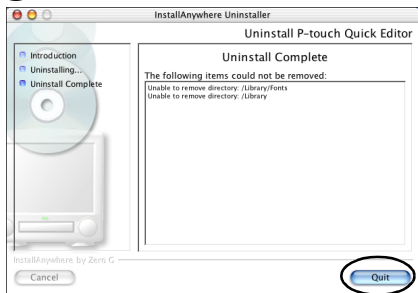 InstallAnywhere Uninstaller
Uninstall P-touch Quick Editor
Introduction
Uninstalling...
Uninstall Complete
Uninstall Complete
The following items could not be removed:
Unable to remove directory: /Library/Fonts
Unable to remove directory: /Library
InstallAnywhere by Zero G
Cancel
Quit